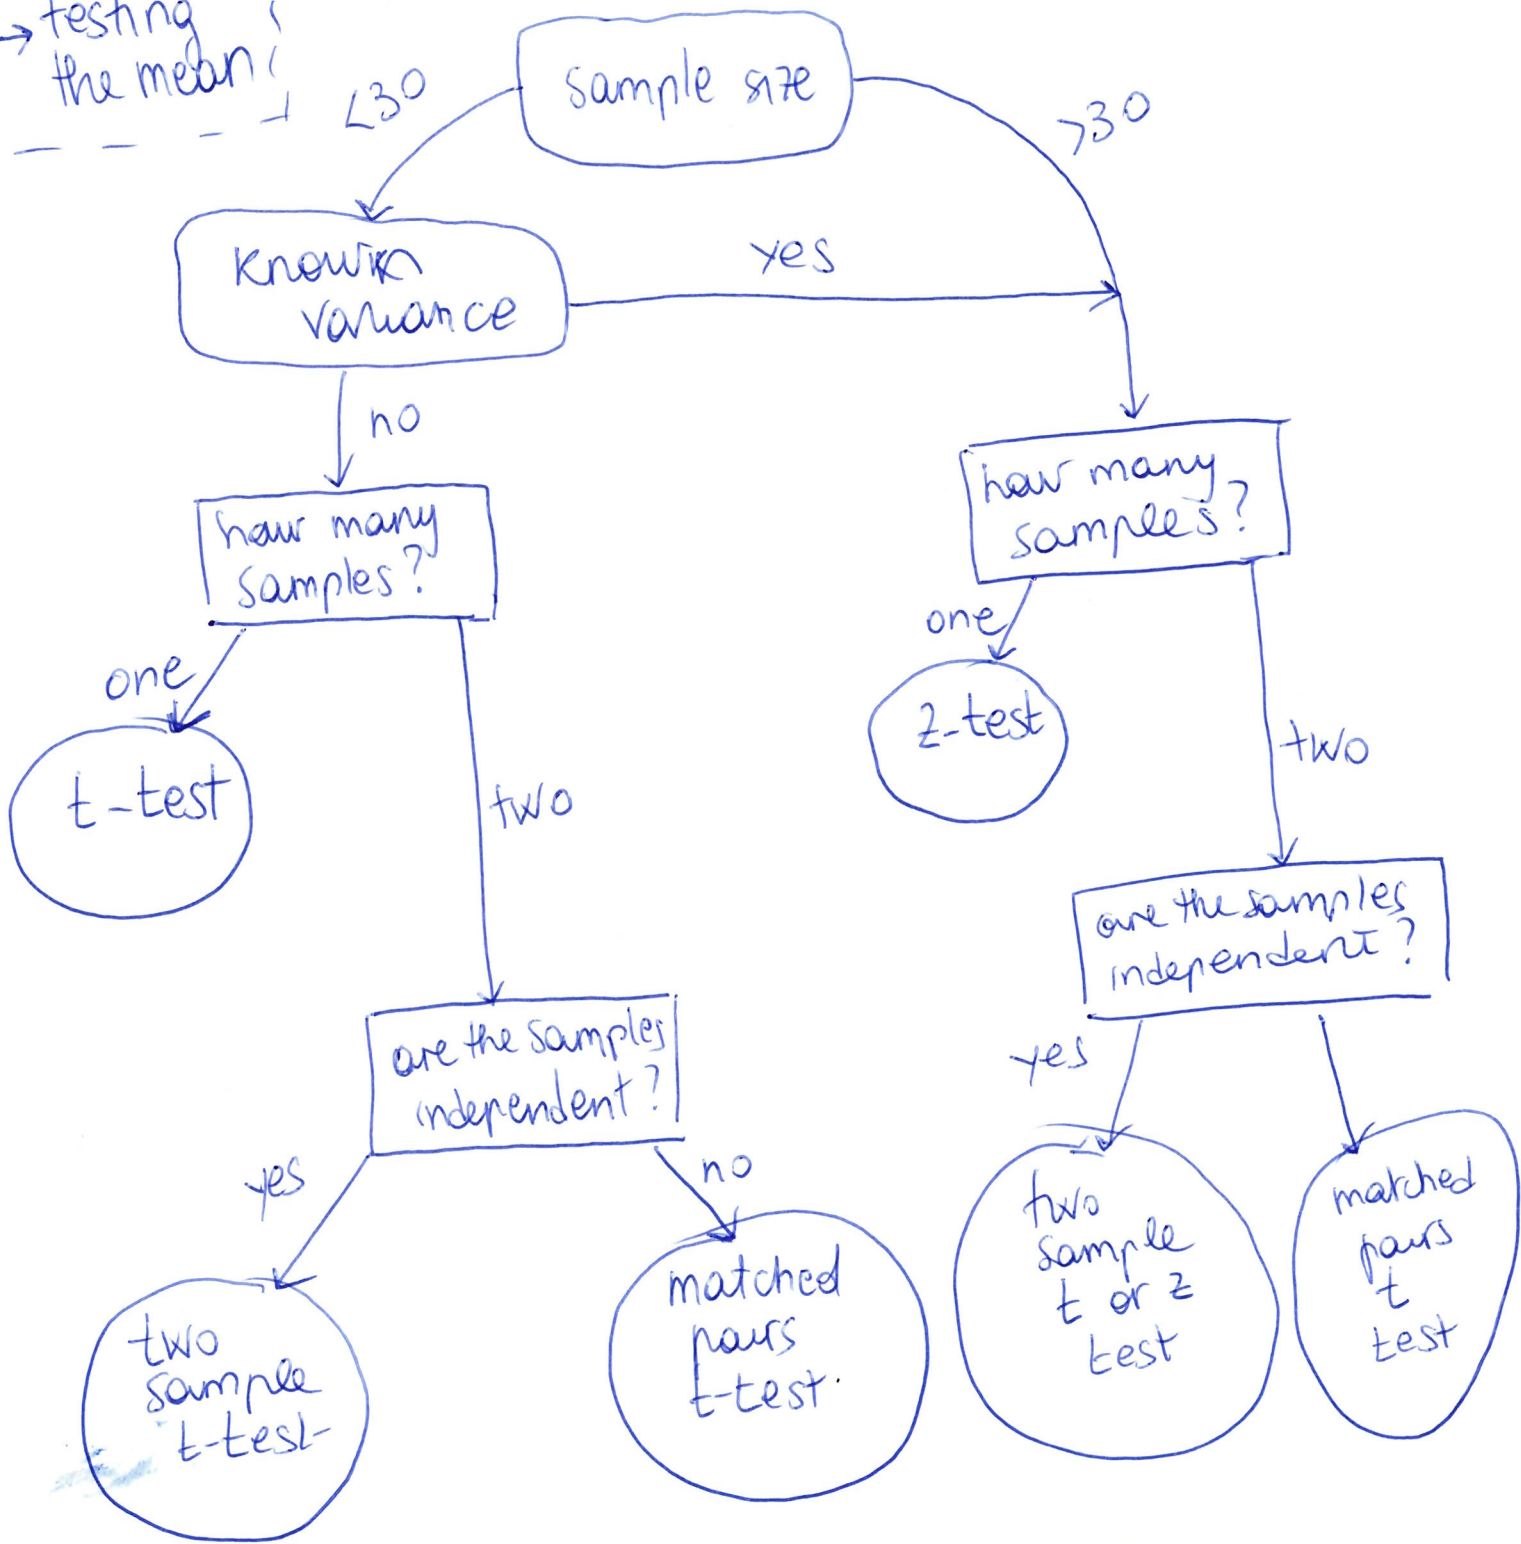 → testing
the mean
sample size
<30
>30
known
variance
yes
no
how many
samples?
how many
samples?
one
two
one
two
t-test
z-test
are the samples
independent?
are the samples
independent?
yes
no
yes
two
sample
t-test
matched
pairs
t-test
two
sample
t or z
test
matched
pairs
t
test